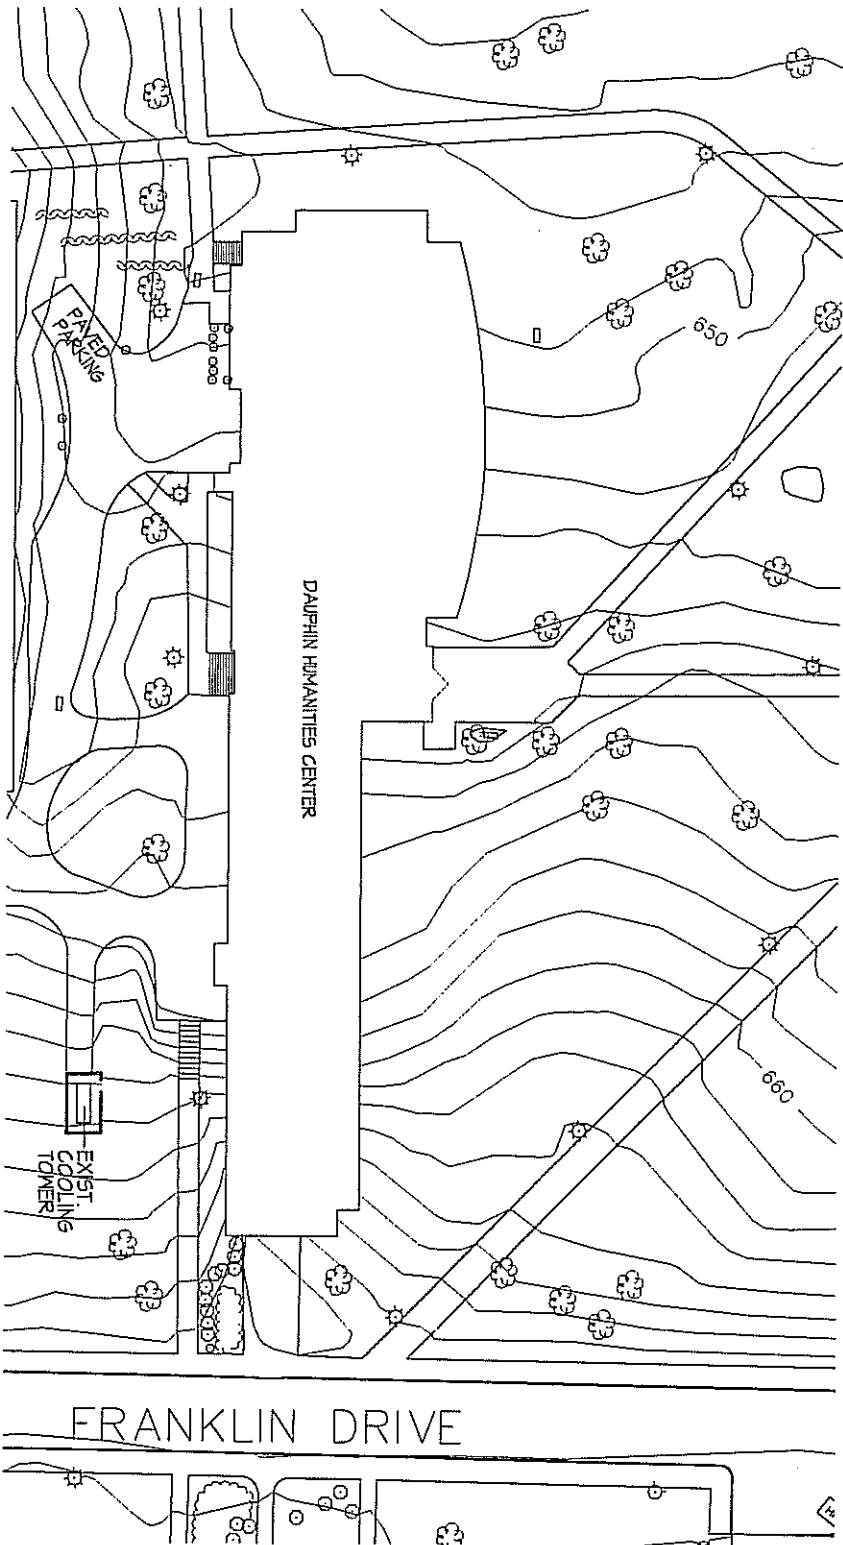 PAVED
PARKING
650
DAUPHIN HUMANITIES CENTER
660
EXIST.
COOLING
TOWER
FRANKLIN DRIVE